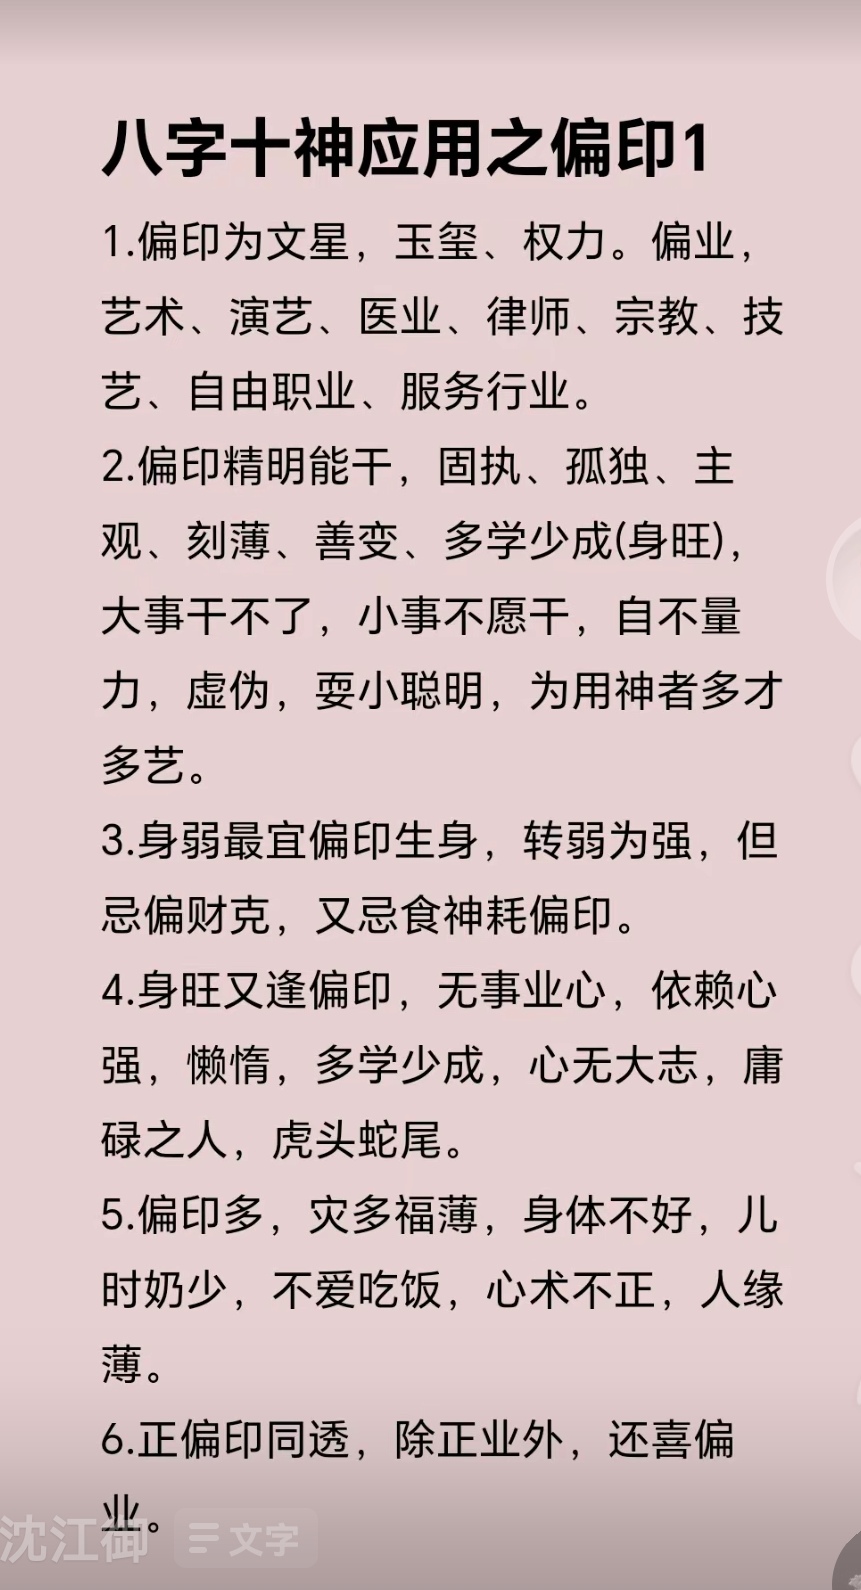 八字十神应用之偏印1
1.偏印为文星，玉玺、权力。偏业，
艺术、演艺、医业、律师、宗教、技
艺、自由职业、服务行业。
2.偏印精明能干，固执、孤独、主
观、刻薄、善变、多学少成(身旺)，
大事干不了，小事不愿干，自不量
力，虚伪，耍小聪明，为用神者多才
多艺。
3.身弱最宜偏印生身，转弱为强，但
忌偏财克，又忌食神耗偏印。
4.身旺又逢偏印，无事业心，依赖心
强，懒惰，多学少成，心无大志，庸
碌之人，虎头蛇尾。
5.偏印多，灾多福薄，身体不好，儿
时奶少，不爱吃饭，心术不正，人缘
薄。
6.正偏印同透，除正业外，还喜偏
业。
沈江御
文字